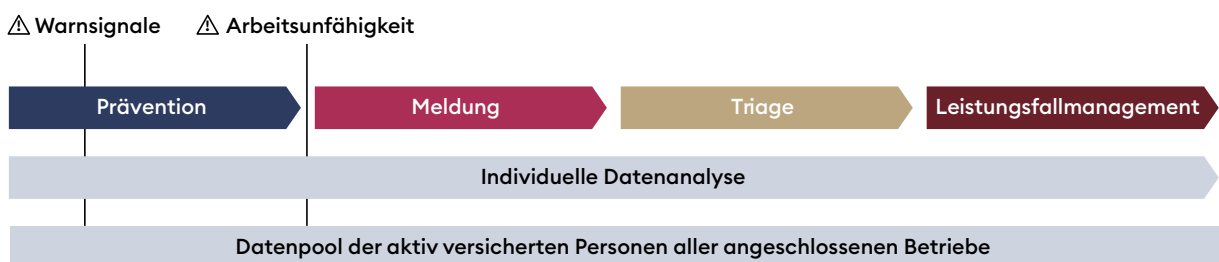 ⚠ Warnsignale
⚠ Arbeitsunfähigkeit
Prävention
Meldung
Triage
Leistungsfallmanagement
Individuelle Datenanalyse
Datenpool der aktiv versicherten Personen aller angeschlossenen Betriebe